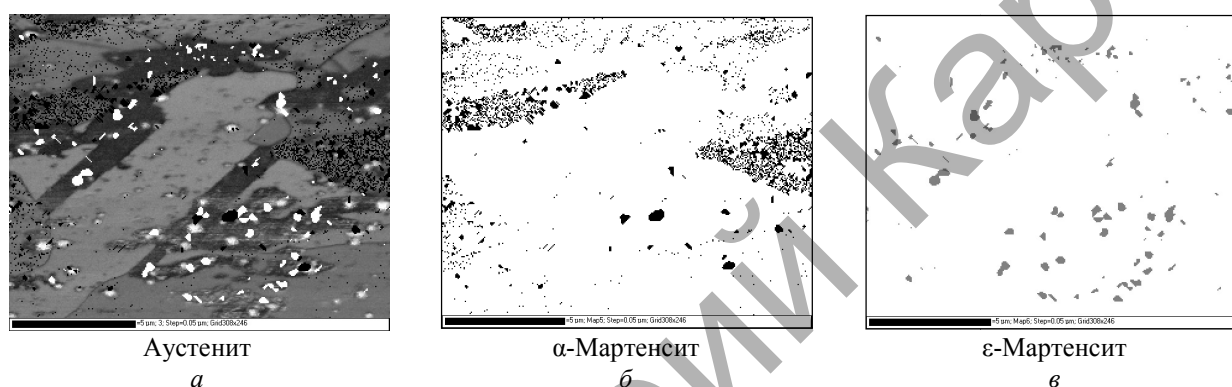 =5 µm; 3; Step=0.05 µm; Grid308x246
=5 µm; Map5; Step=0.05 µm; Grid308x246
=5 µm; Map6; Step=0.05 µm; Grid308x246
Аустенит
α-Мартенсит
ε-Мартенсит
а
б
в